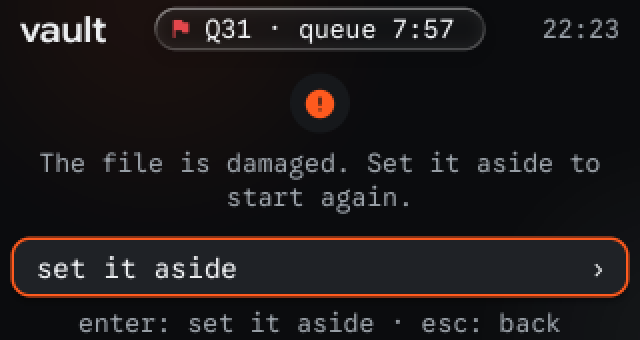 vault
Q31 · queue 7:57
22:23
The file is damaged. Set it aside to
start again.
set it aside ›
enter: set it aside · esc: back